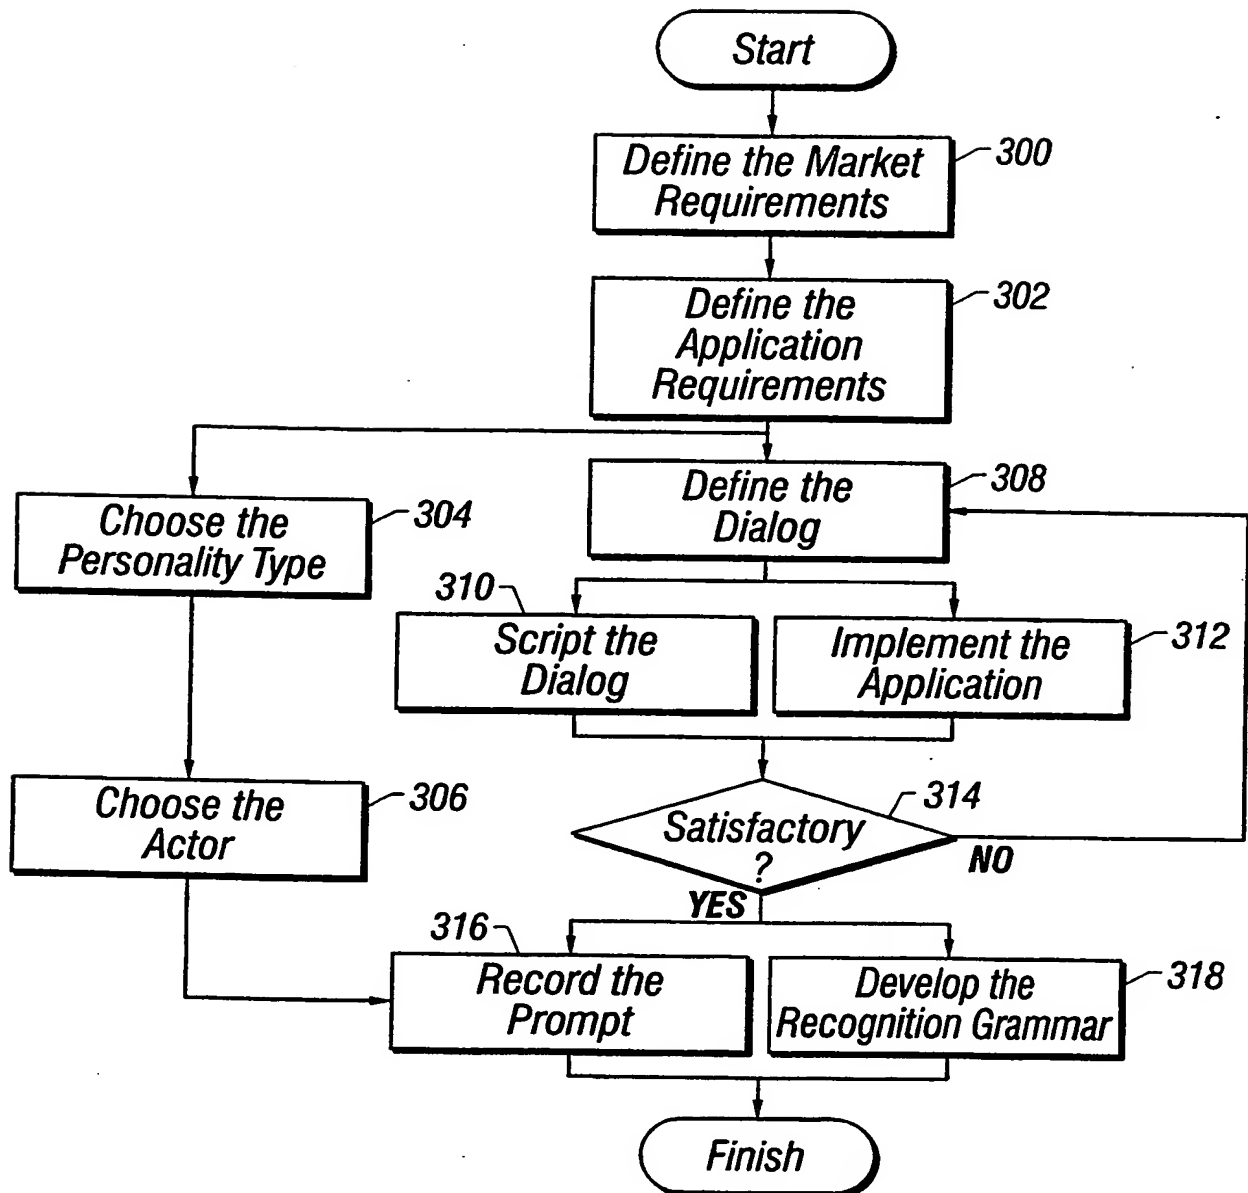 Start
Define the Market
Requirements
300
Define the
Application
Requirements
302
Define the
Dialog
308
Choose the
Personality Type
304
310
Script the
Dialog
Implement the
Application
312
Choose the
Actor
306
Satisfactory
?
314
NO
YES
316
Record the
Prompt
Develop the
Recognition Grammar
318
Finish